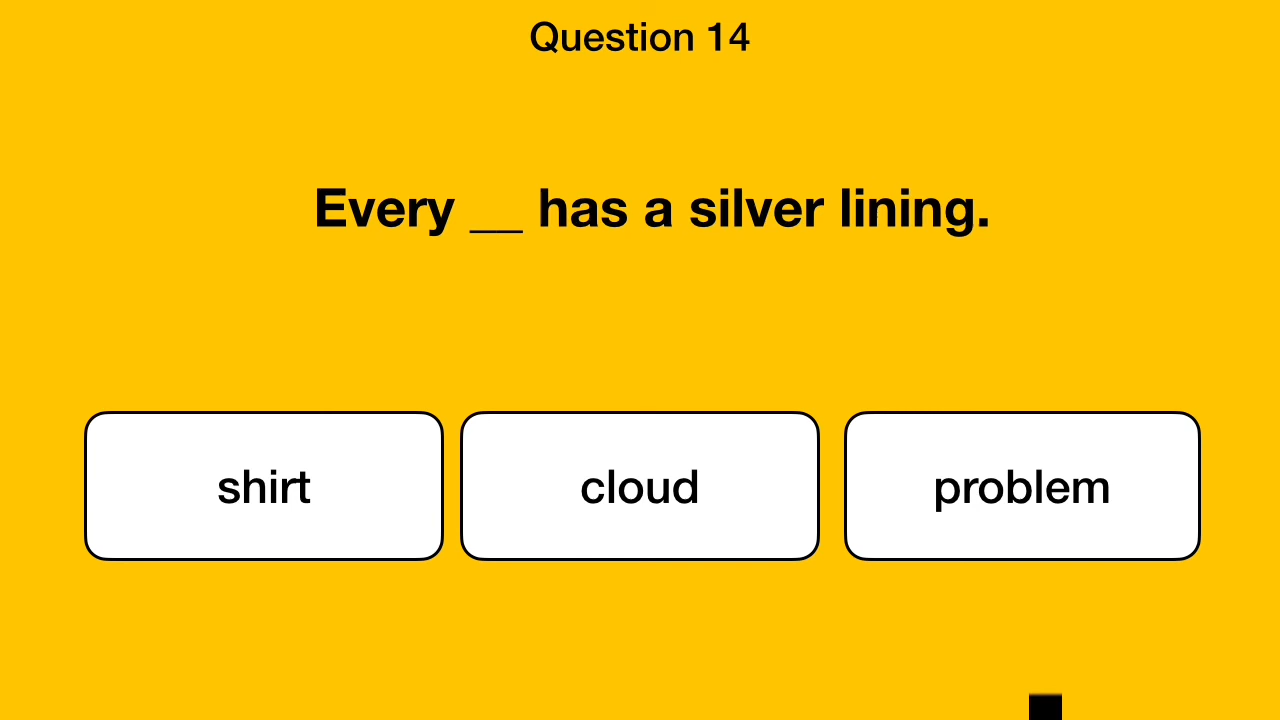 Question 14
Every __ has a silver lining.
shirt
cloud
problem